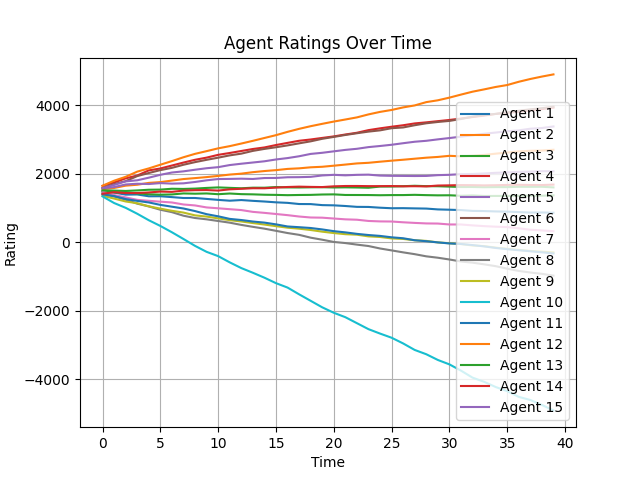 Agent Ratings Over Time
Rating
4000
2000
0
−2000
−4000
0 5 10 15 20 25 30 35 40
Time
Agent 1
Agent 2
Agent 3
Agent 4
Agent 5
Agent 6
Agent 7
Agent 8
Agent 9
Agent 10
Agent 11
Agent 12
Agent 13
Agent 14
Agent 15